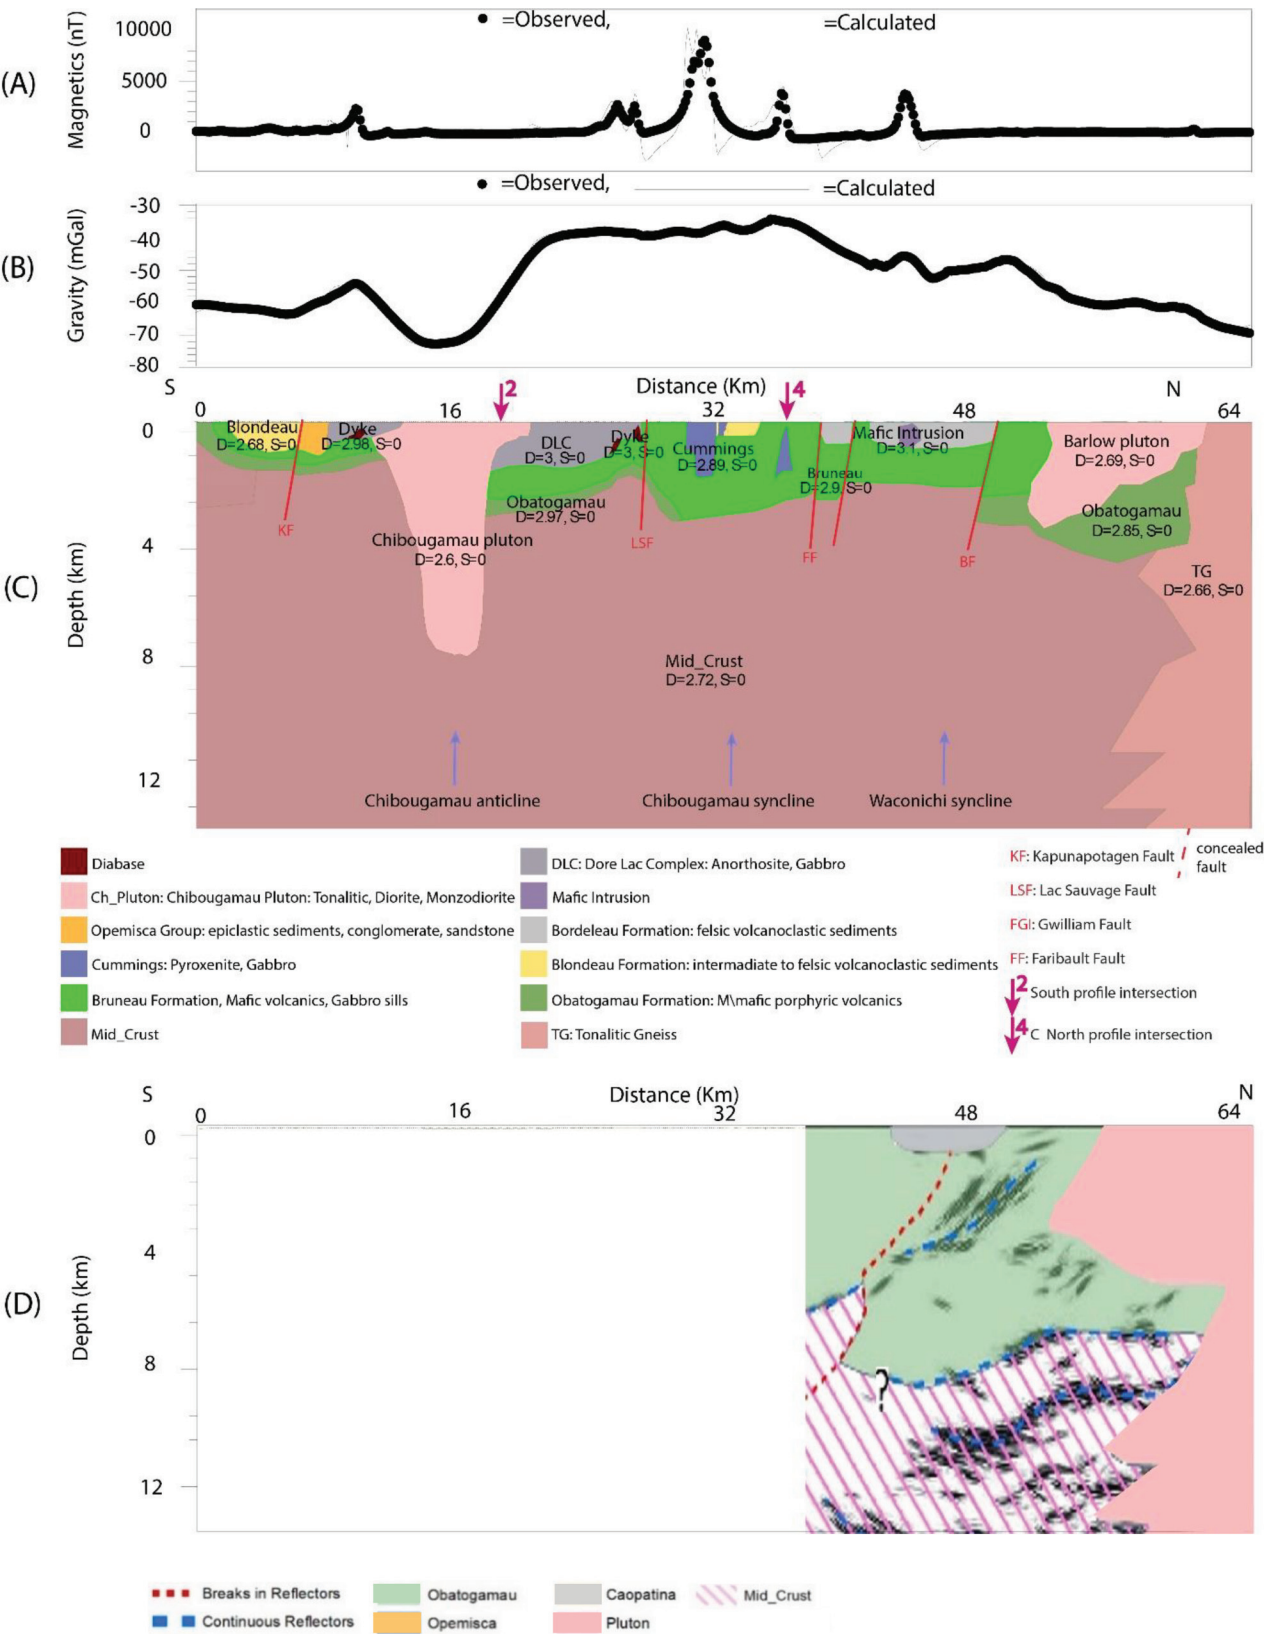 (A)
Magnetics (nT)
10000
5000
0
=Observed, =Calculated
(B)
Gravity (mGal)
=Observed, =Calculated
-30
-40
-50
-60
-70
-80
S Distance (Km) N
2 4
0 16 32 48 64
(C)
Depth (km)
0
4
8
12
Blondeau
D=2.68, S=0
Dyke
D=2.98, S=0
DLC
D=3, S=0
Dyke
D=3, S=0
Cummings
D=2.89, S=0
Mafic Intrusion
D=3.1, S=0
Bruneau
D=2.9, S=0
Barlow pluton
D=2.69, S=0
Obatogamau
D=2.97, S=0
Obatogamau
D=2.85, S=0
KF
LSF
FF
BF
Chibougamau pluton
D=2.6, S=0
TG
D=2.66, S=0
Mid_Crust
D=2.72, S=0
Chibougamau anticline
Chibougamau syncline
Waconichi syncline
Diabase
Ch_Pluton: Chibougamau Pluton: Tonalitic, Diorite, Monzodiorite
Opemisca Group: epiclastic sediments, conglomerate, sandstone
Cummings: Pyroxenite, Gabbro
Bruneau Formation, Mafic volcanics, Gabbro sills
Mid_Crust
DLC: Dore Lac Complex: Anorthosite, Gabbro
Mafic Intrusion
Bordeleau Formation: felsic volcanoclastic sediments
Blondeau Formation: intermadiate to felsic volcanoclastic sediments
Obatogamau Formation: M\mafic porphyric volcanics
TG: Tonalitic Gneiss
KF: Kapunapotagen Fault
concealed
fault
LSF: Lac Sauvage Fault
FGI: Gwilliam Fault
FF: Faribault Fault
2 South profile intersection
4 C North profile intersection
S Distance (Km) N
0 16 32 48 64
(D)
Depth (km)
0
4
8
12
?
Breaks in Reflectors
Continuous Reflectors
Obatogamau
Opemisca
Caopatina
Pluton
Mid_Crust